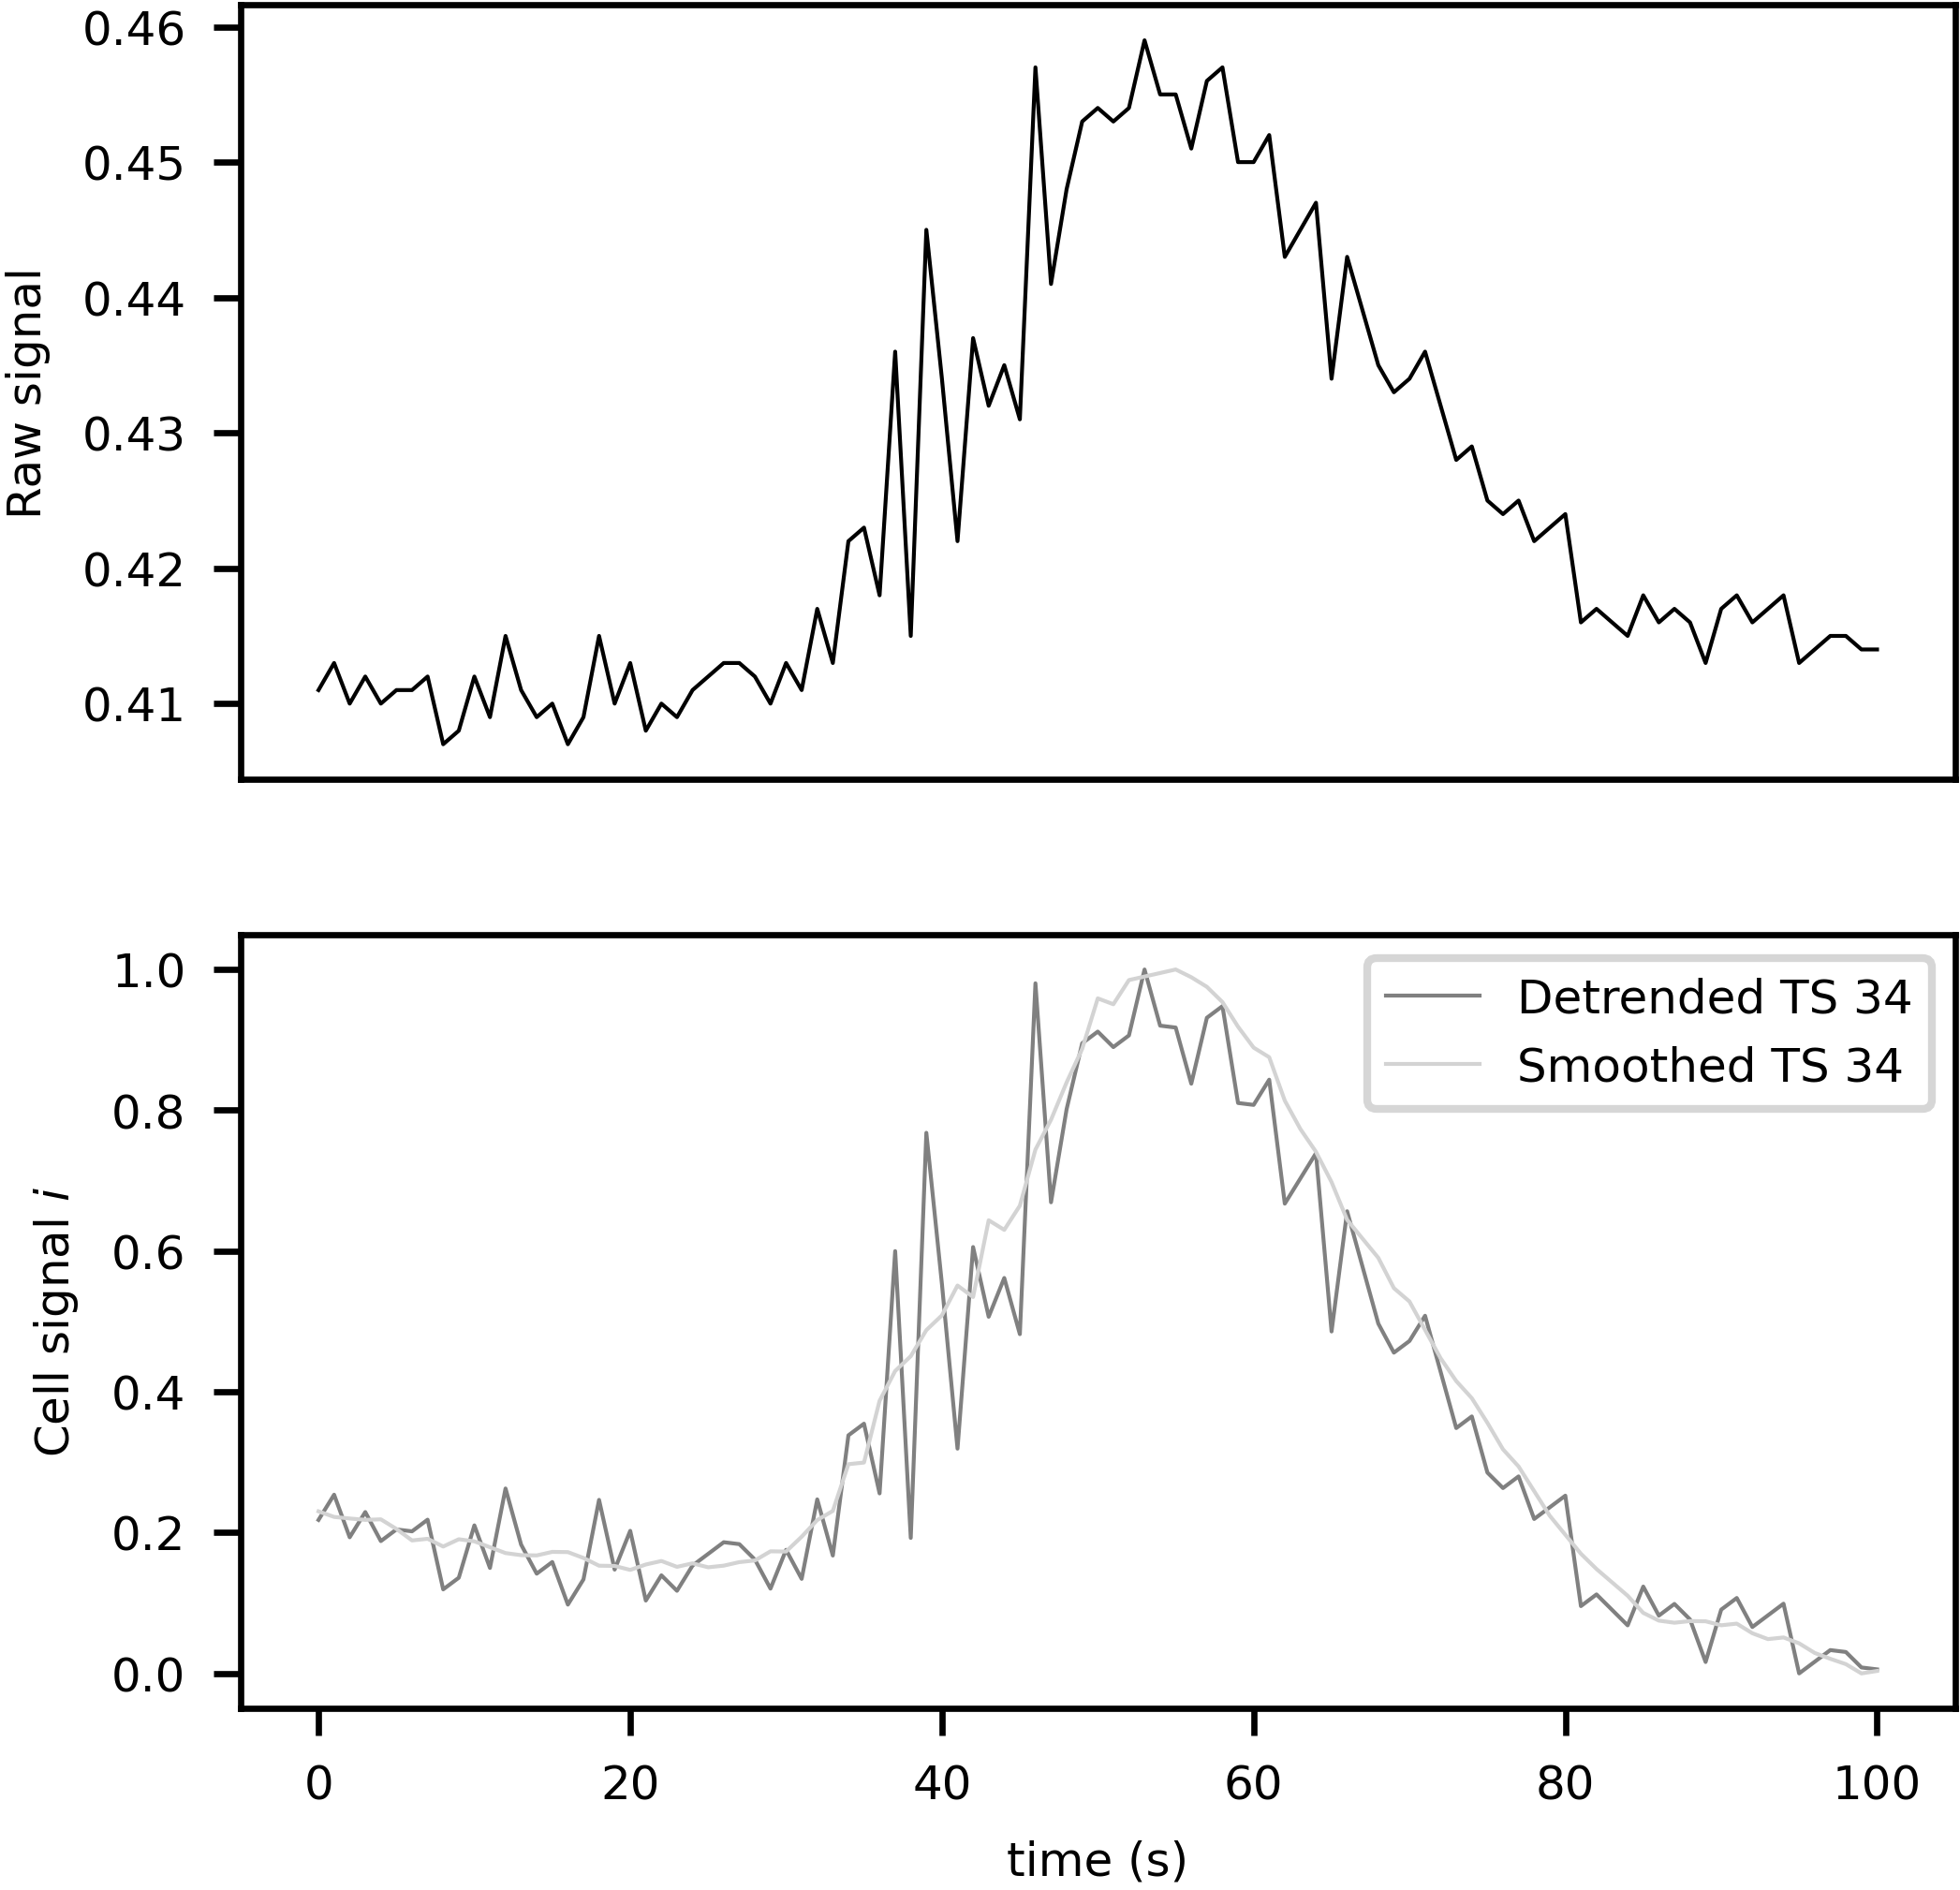 0.46
0.45
0.44
0.43
0.42
0.41
Raw signal
1.0
0.8
0.6
0.4
0.2
0.0
Cell signal i
Detrended TS 34
Smoothed TS 34
0 20 40 60 80 100
time (s)